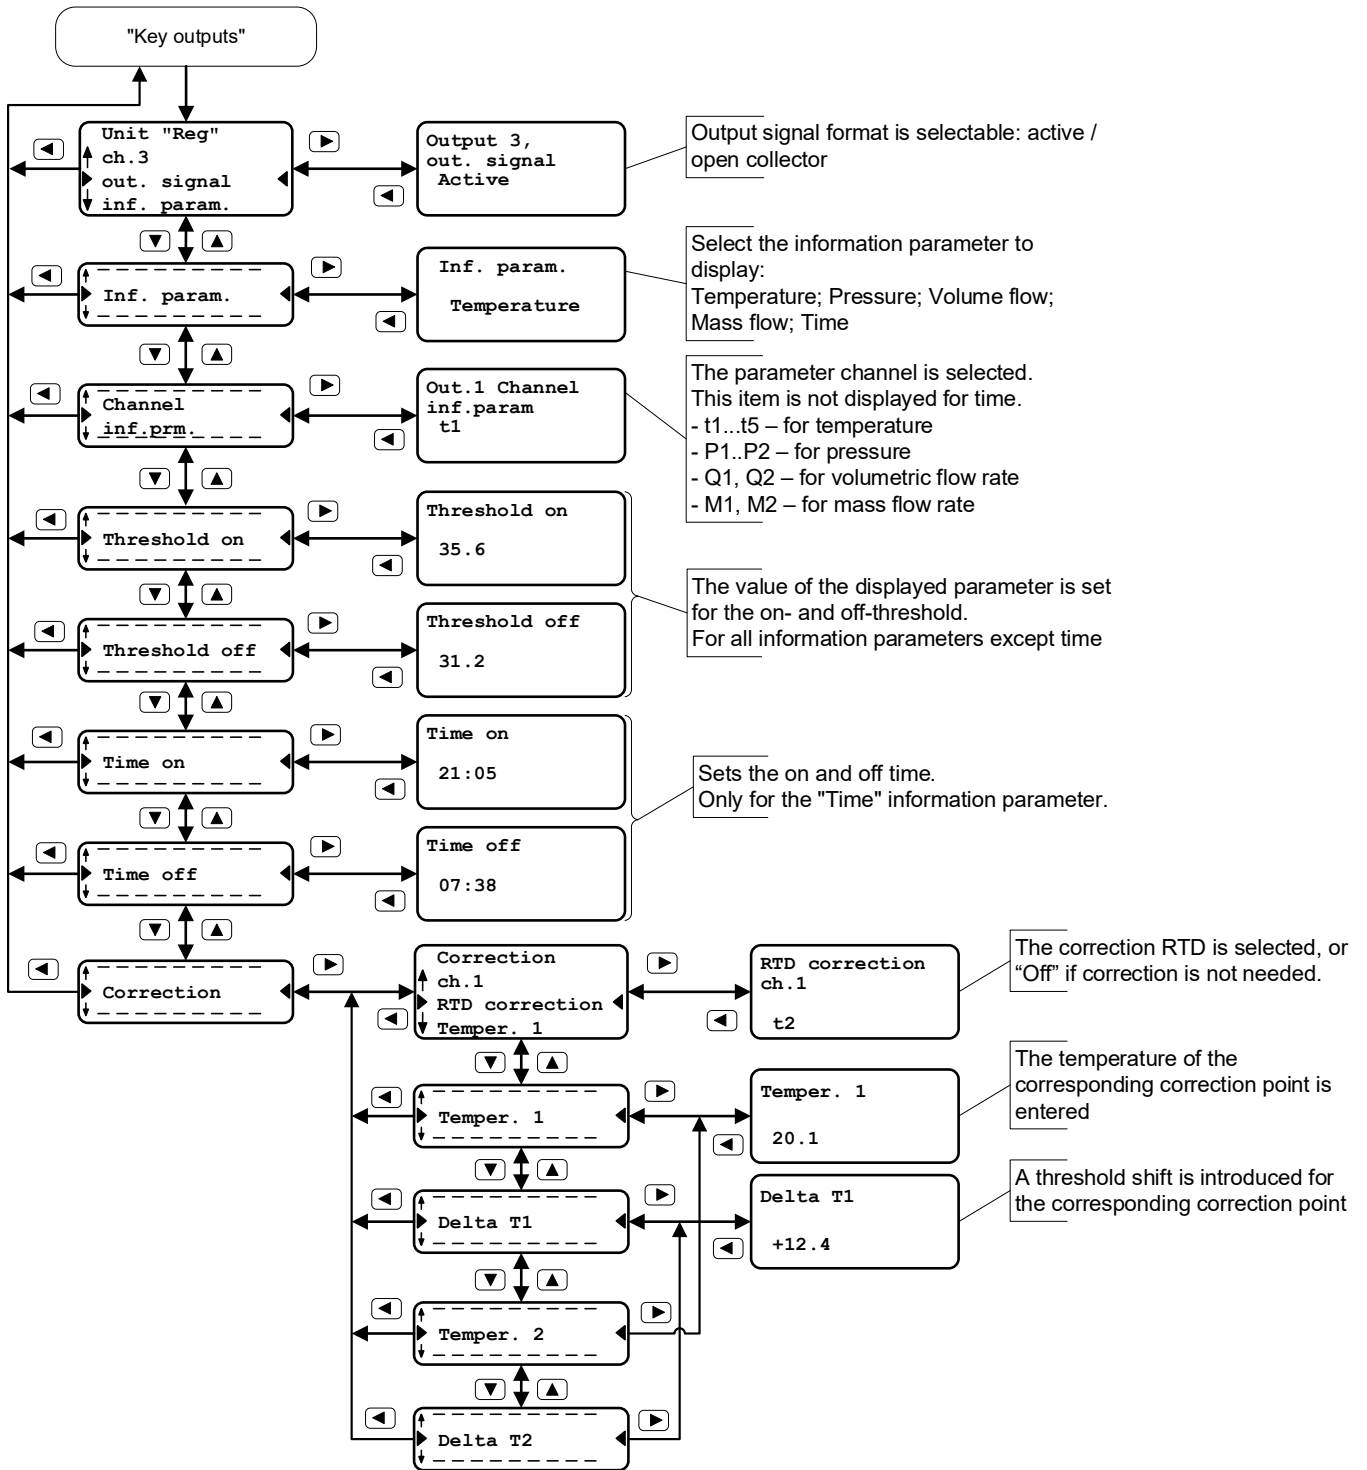 "Key outputs"
Unit "Reg"
ch.3
out. signal
inf. param.
Output 3,
out. signal
Active
Output signal format is selectable: active /
open collector
Inf. param.
Inf. param.
Temperature
Select the information parameter to
display:
Temperature; Pressure; Volume flow;
Mass flow; Time
Channel
inf.prm.
Out.1 Channel
inf.param
t1
The parameter channel is selected.
This item is not displayed for time.
- t1...t5 – for temperature
- P1..P2 – for pressure
- Q1, Q2 – for volumetric flow rate
- M1, M2 – for mass flow rate
Threshold on
Threshold on
35.6
Threshold off
Threshold off
31.2
The value of the displayed parameter is set
for the on- and off-threshold.
For all information parameters except time
Time on
Time on
21:05
Time off
Time off
07:38
Sets the on and off time.
Only for the "Time" information parameter.
Correction
Correction
ch.1
RTD correction
Temper. 1
RTD correction
ch.1
t2
The correction RTD is selected, or
“Off” if correction is not needed.
Temper. 1
Temper. 1
20.1
The temperature of the
corresponding correction point is
entered
Delta T1
Delta T1
+12.4
A threshold shift is introduced for
the corresponding correction point
Temper. 2
Delta T2